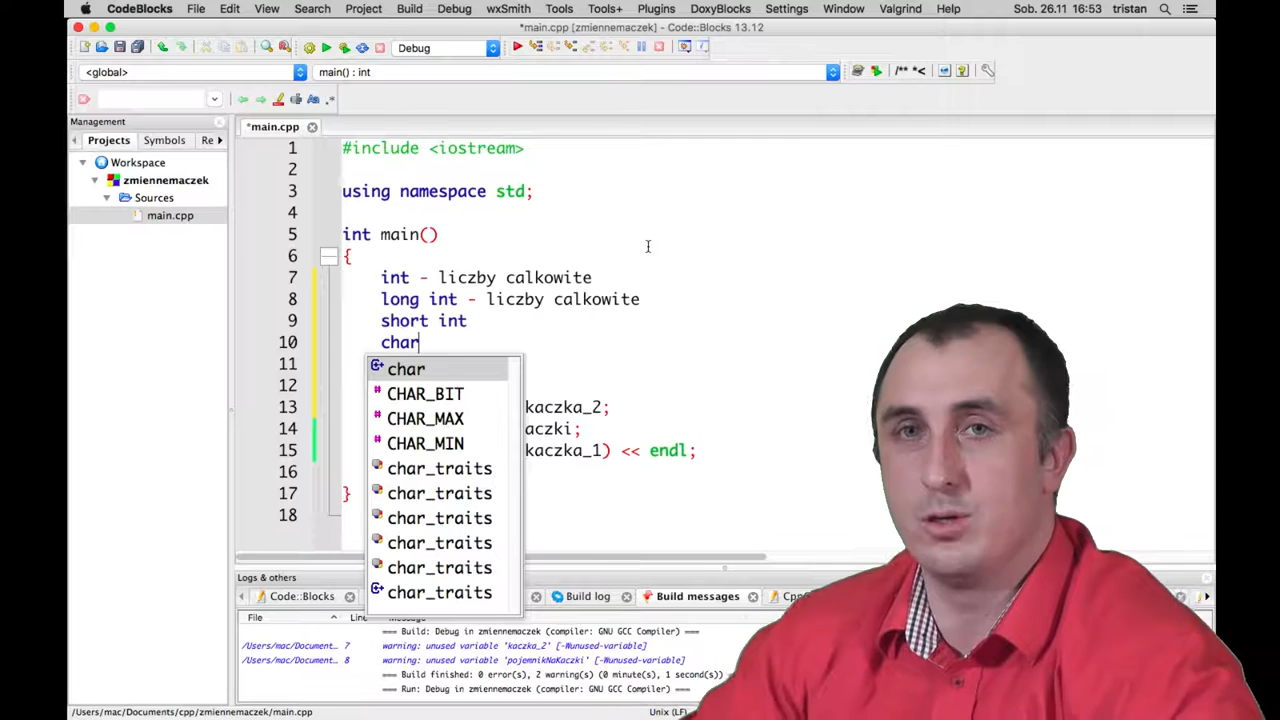 CodeBlocks File Edit View Search Project Build Debug wxSmith Tools Tools+ Plugins DoxyBlocks Settings Window Valgrind Help Sob. 26.11 16:53 tristan
*main.cpp [zmiennemaczek] - Code::Blocks 13.12
Debug
<global> main() : int /** *<
Aa .*
Management
*main.cpp
Projects Symbols Re
Workspace
zmiennemaczek
Sources
main.cpp
1 #include <iostream>
2
3 using namespace std;
4
5 int main()
6 {
7 int - liczby calkowite
8 long int - liczby calkowite
9 short int
10 char
11
12
13 kaczka_2;
14 aczki;
15 kaczka_1) << endl;
16
17 }
18
char
CHAR_BIT
CHAR_MAX
CHAR_MIN
char_traits
char_traits
char_traits
char_traits
char_traits
char_traits
Logs & others
Code::Blocks Build log Build messages
File Line
=== Build: Debug in zmiennemaczek (compiler: GNU GCC Compiler) ===
/Users/mac/Document... 7 warning: unused variable 'kaczka_2' [-Wunused-variable]
/Users/mac/Document... 8 warning: unused variable 'pojemnikNaKaczki' [-Wunused-variable]
=== Build finished: 0 error(s), 2 warning(s) (0 minute(s), 1 second(s)) ===
=== Run: Debug in zmiennemaczek (compiler: GNU GCC Compiler) ===
/Users/mac/Documents/cpp/zmiennemaczek/main.cpp Unix (LF)